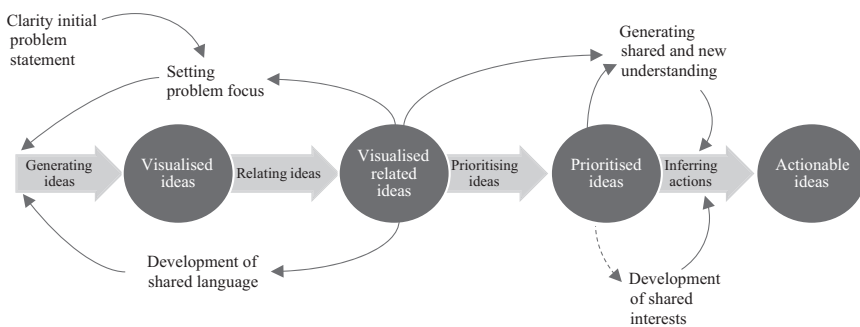 Clarity initial
problem
statement
Setting
problem focus
Generating
shared and new
understanding
Generating
ideas
Visualised
ideas
Relating ideas
Visualised
related
ideas
Prioritising
ideas
Prioritised
ideas
Inferring
actions
Actionable
ideas
Development of
shared language
Development
of shared
interests